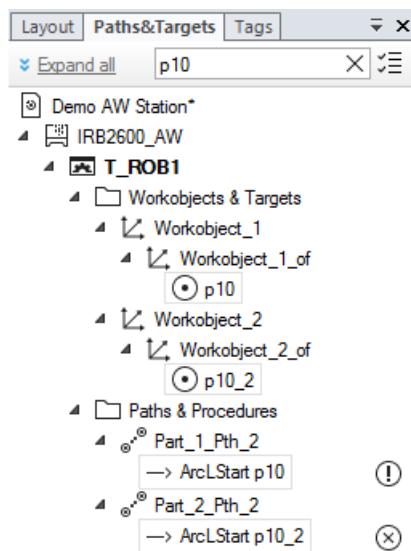 Layout Paths&Targets Tags
Expand all p10
Demo AW Station*
IRB2600_AW
T_ROB1
Workobjects & Targets
Workobject_1
Workobject_1_of
p10
Workobject_2
Workobject_2_of
p10_2
Paths & Procedures
Part_1_Pth_2
ArcLStart p10
Part_2_Pth_2
ArcLStart p10_2